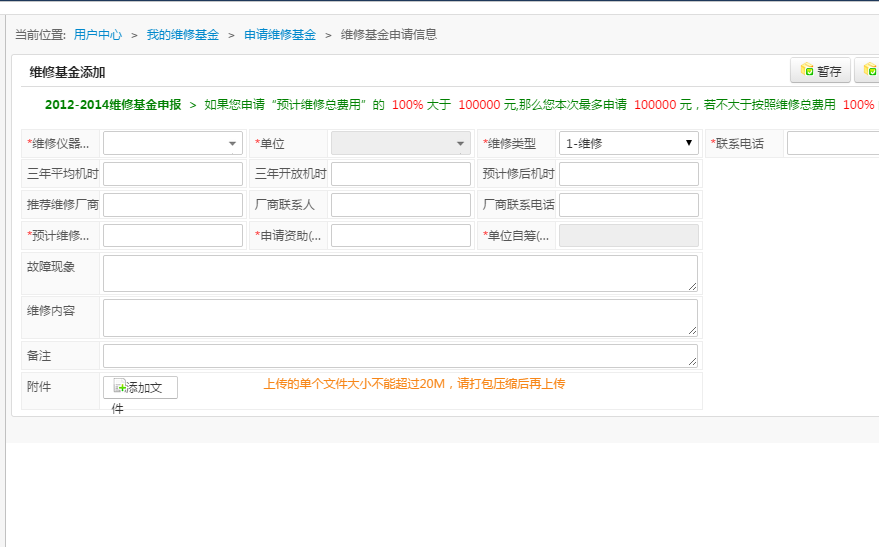 当前位置: 用户中心 > 我的维修基金 > 申请维修基金 > 维修基金申请信息
维修基金添加 暂存
2012-2014维修基金申报 > 如果您申请“预计维修总费用”的 100% 大于 100000 元,那么您本次最多申请 100000 元，若不大于按照维修总费用 100%
*维修仪器... *单位 *维修类型 1-维修 *联系电话
三年平均机时 三年开放机时 预计修后机时
推荐维修厂商 厂商联系人 厂商联系电话
*预计维修... *申请资助(... *单位自筹(...
故障现象
维修内容
备注
附件 添加文件 上传的单个文件大小不能超过20M，请打包压缩后再上传